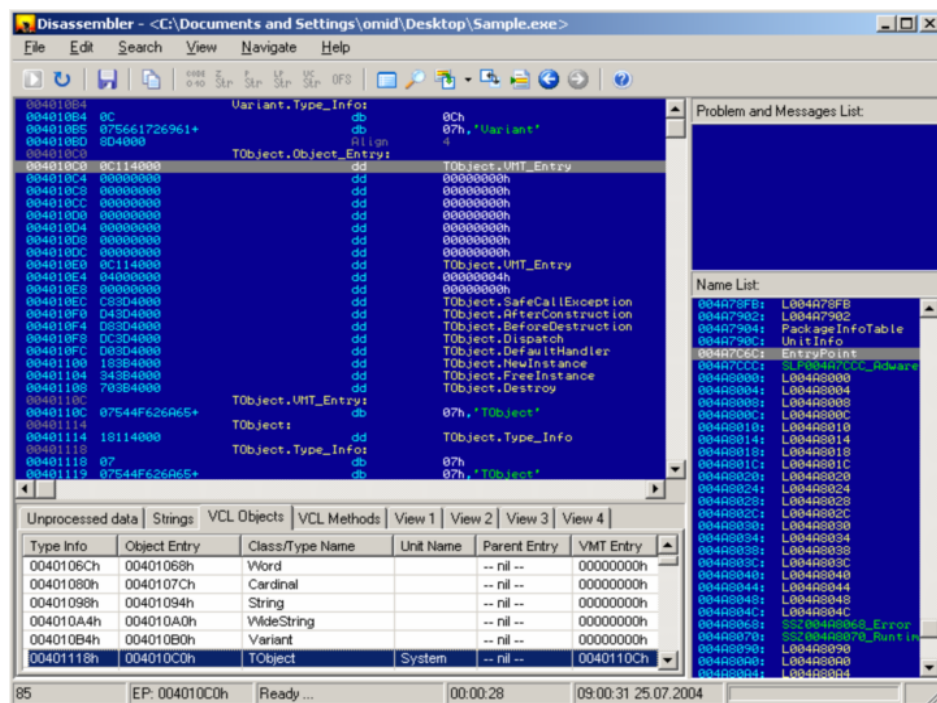 Disassembler - <C:\Documents and Settings\omid\Desktop\Sample.exe>
File Edit Search View Navigate Help
004010B4 Variant.Type_Info:
004010B4 0C db 0Ch
004010B5 075661726961+ db 07h,"Variant"
004010BD 8D4000 Align 4
004010C0 TObject.Object_Entry:
004010C0 0C114000 dd TObject.VMT_Entry
004010C4 00000000 dd 00000000h
004010C8 00000000 dd 00000000h
004010CC 00000000 dd 00000000h
004010D0 00000000 dd 00000000h
004010D4 00000000 dd 00000000h
004010D8 00000000 dd 00000000h
004010DC 00000000 dd 00000000h
004010E0 0C114000 dd TObject.VMT_Entry
004010E4 04000000 dd 00000004h
004010E8 00000000 dd 00000000h
004010EC C83D4000 dd TObject.SafeCallException
004010F0 D43D4000 dd TObject.AfterConstruction
004010F4 D83D4000 dd TObject.BeforeDestruction
004010F8 DC3D4000 dd TObject.Dispatch
004010FC D03D4000 dd TObject.DefaultHandler
00401100 183B4000 dd TObject.NewInstance
00401104 343B4000 dd TObject.FreeInstance
00401108 703B4000 dd TObject.Destroy
0040110C TObject.VMT_Entry:
0040110C 07544F626A65+ db 07h,"TObject"
00401114 TObject:
00401114 18114000 dd TObject.Type_Info
00401118 TObject.Type_Info:
00401118 07 db 07h
00401119 07544F626A65+ db 07h,"TObject"
Problem and Messages List:
Name List:
004A78FB: L004A78FB
004A7902: L004A7902
004A7904: PackageInfoTable
004A790C: UnitInfo
004A7C6C: EntryPoint
004A7CCC: SLP004A7CCC_Adware
004A8000: L004A8000
004A8004: L004A8004
004A8008: L004A8008
004A800C: L004A800C
004A8010: L004A8010
004A8014: L004A8014
004A8018: L004A8018
004A801C: L004A801C
004A8020: L004A8020
004A8024: L004A8024
004A8028: L004A8028
004A802C: L004A802C
004A8030: L004A8030
004A8034: L004A8034
004A8038: L004A8038
004A803C: L004A803C
004A8040: L004A8040
004A8044: L004A8044
004A8048: L004A8048
004A804C: L004A804C
004A8068: SSZ004A8068_Error
004A8070: SSZ004A8070_Runtim
004A8090: L004A8090
004A80A0: L004A80A0
004A80A4: L004A80A4
Unprocessed data Strings VCL Objects VCL Methods View 1 View 2 View 3 View 4
Type Info Object Entry Class/Type Name Unit Name Parent Entry VMT Entry
0040106Ch 00401068h Word -- nil -- 00000000h
00401080h 0040107Ch Cardinal -- nil -- 00000000h
00401098h 00401094h String -- nil -- 00000000h
004010A4h 004010A0h WideString -- nil -- 00000000h
004010B4h 004010B0h Variant -- nil -- 00000000h
00401118h 004010C0h TObject System -- nil -- 0040110Ch
85 EP: 004010C0h Ready ... 00:00:28 09:00:31 25.07.2004